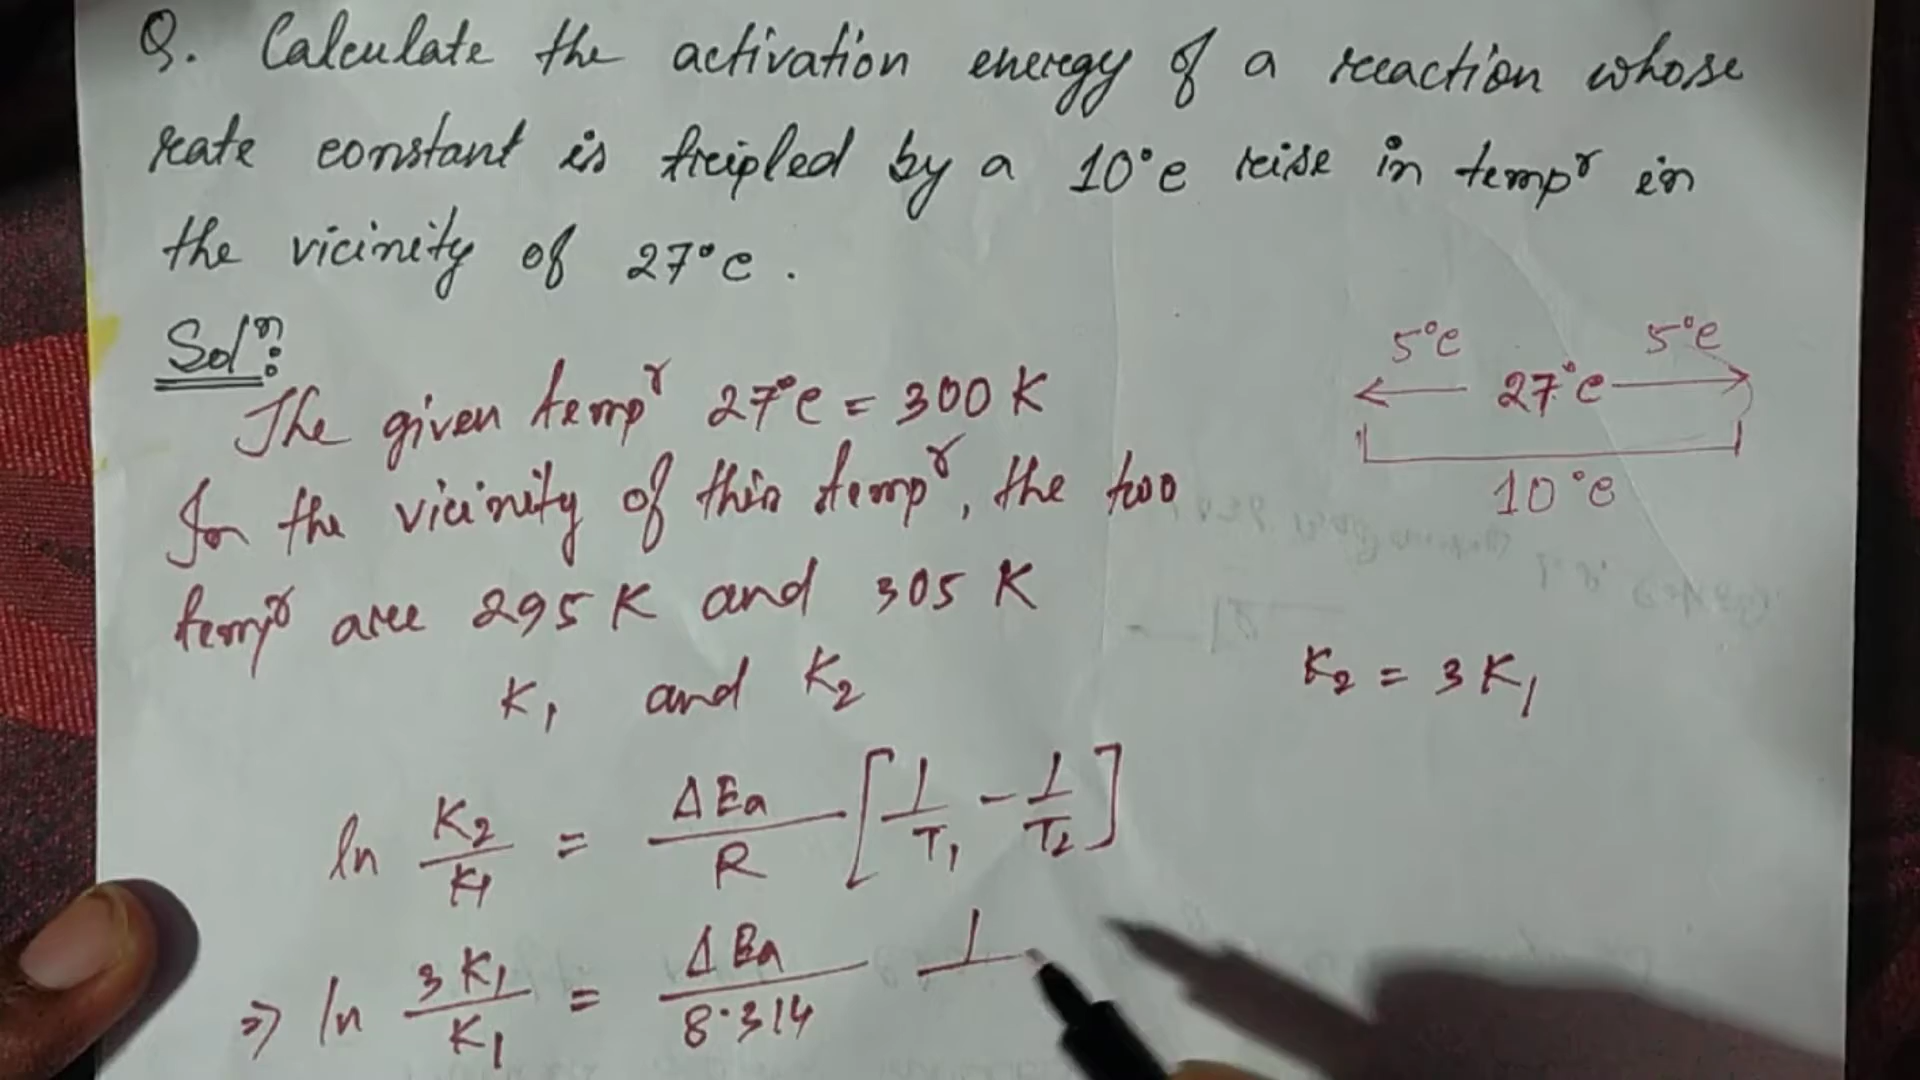 Q. Calculate the activation energy of a reaction whose
rate constant is tripled by a 10°c rise in tempr in
the vicinity of 27°c.
Soln:
The given tempr 27°c = 300 K
In the vicinity of this tempr, the two
tempr are 295 K and 305 K
K1 and K2
ln K2/K1 = ΔEa/R [1/T1 - 1/T2]
⇒ ln 3K1/K1 = ΔEa/8.314 1
5°c 5°c
27°c
10°c
K2 = 3K1